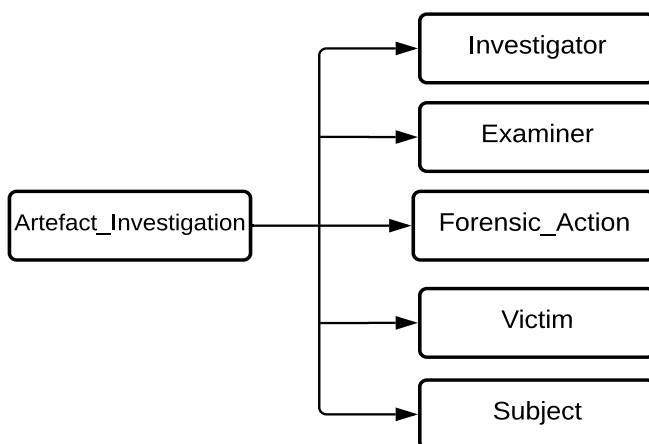 Investigator
Examiner
Artefact_Investigation
Forensic_Action
Victim
Subject